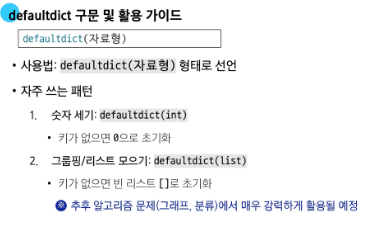 defaultdict 구문 및 활용 가이드
defaultdict(자료형)
• 사용법: defaultdict(자료형) 형태로 선언
• 자주 쓰는 패턴
1. 숫자 세기: defaultdict(int)
• 키가 없으면 0으로 초기화
2. 그룹핑/리스트 모으기: defaultdict(list)
• 키가 없으면 빈 리스트 []로 초기화
※ 추후 알고리즘 문제(그래프, 분류)에서 매우 강력하게 활용될 예정